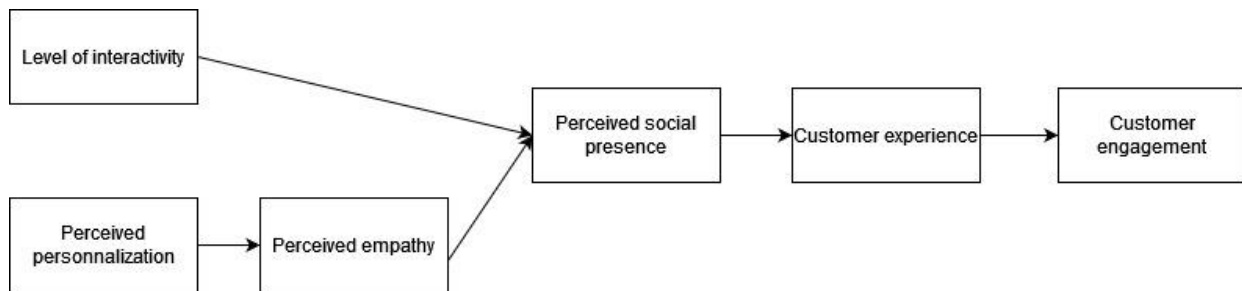 Level of interactivity
Perceived social
presence
Customer experience
Customer
engagement
Perceived
personnalization
Perceived empathy